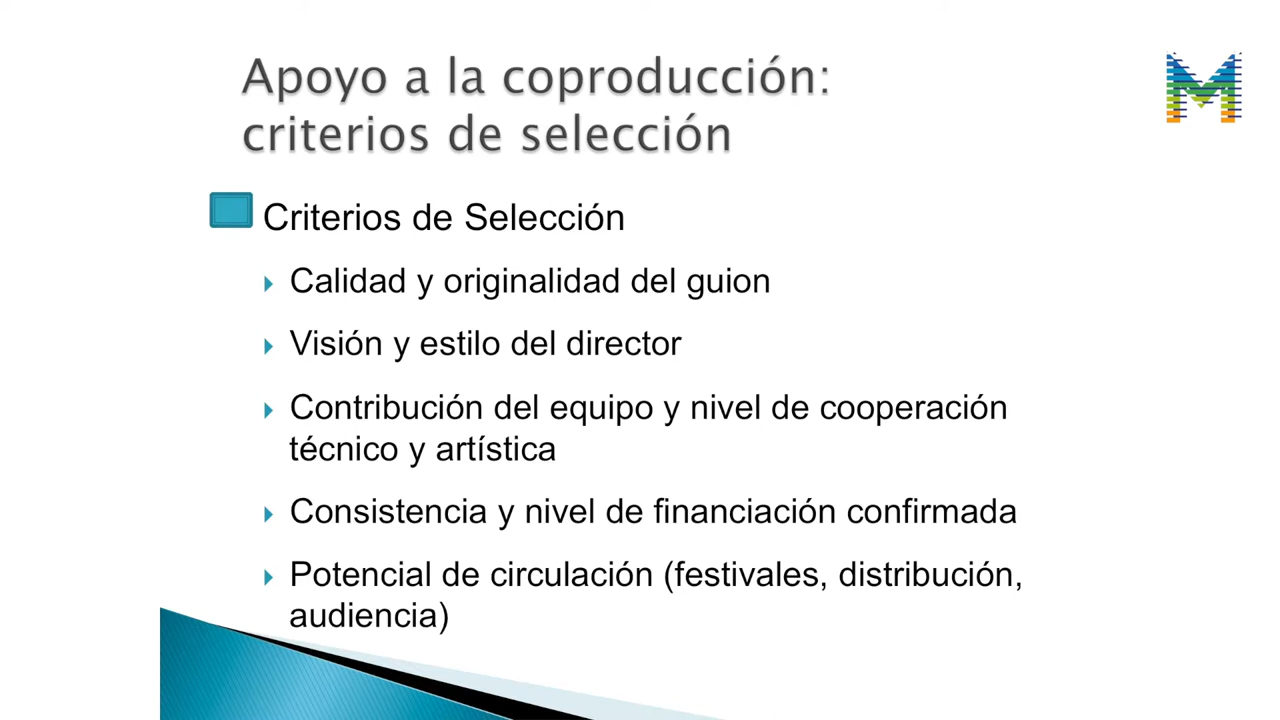 Apoyo a la coproducción:
criterios de selección
Criterios de Selección
Calidad y originalidad del guion
Visión y estilo del director
Contribución del equipo y nivel de cooperación
técnico y artística
Consistencia y nivel de financiación confirmada
Potencial de circulación (festivales, distribución,
audiencia)